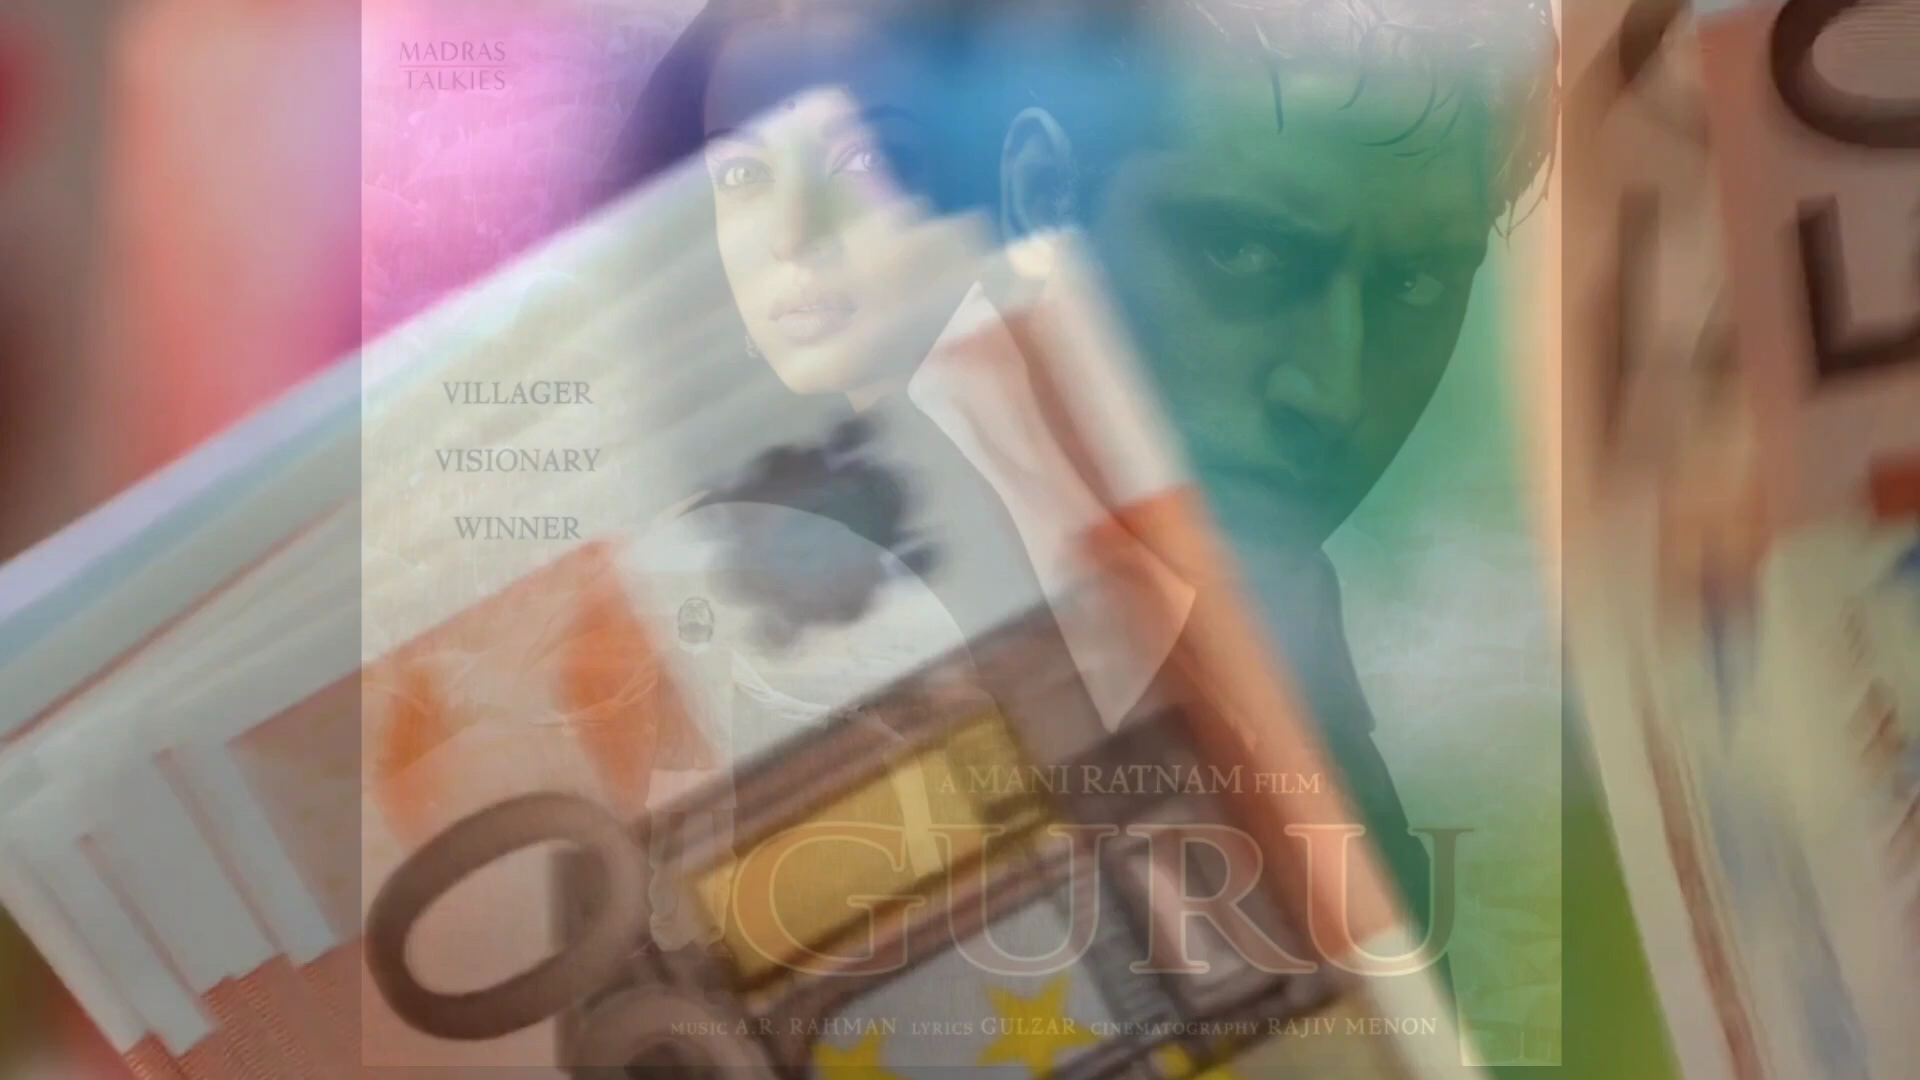 MADRAS
TALKIES
VILLAGER
VISIONARY
WINNER
A MANI RATNAM FILM
GURU
MUSIC A.R. RAHMAN LYRICS GULZAR CINEMATOGRAPHY RAJIV MENON